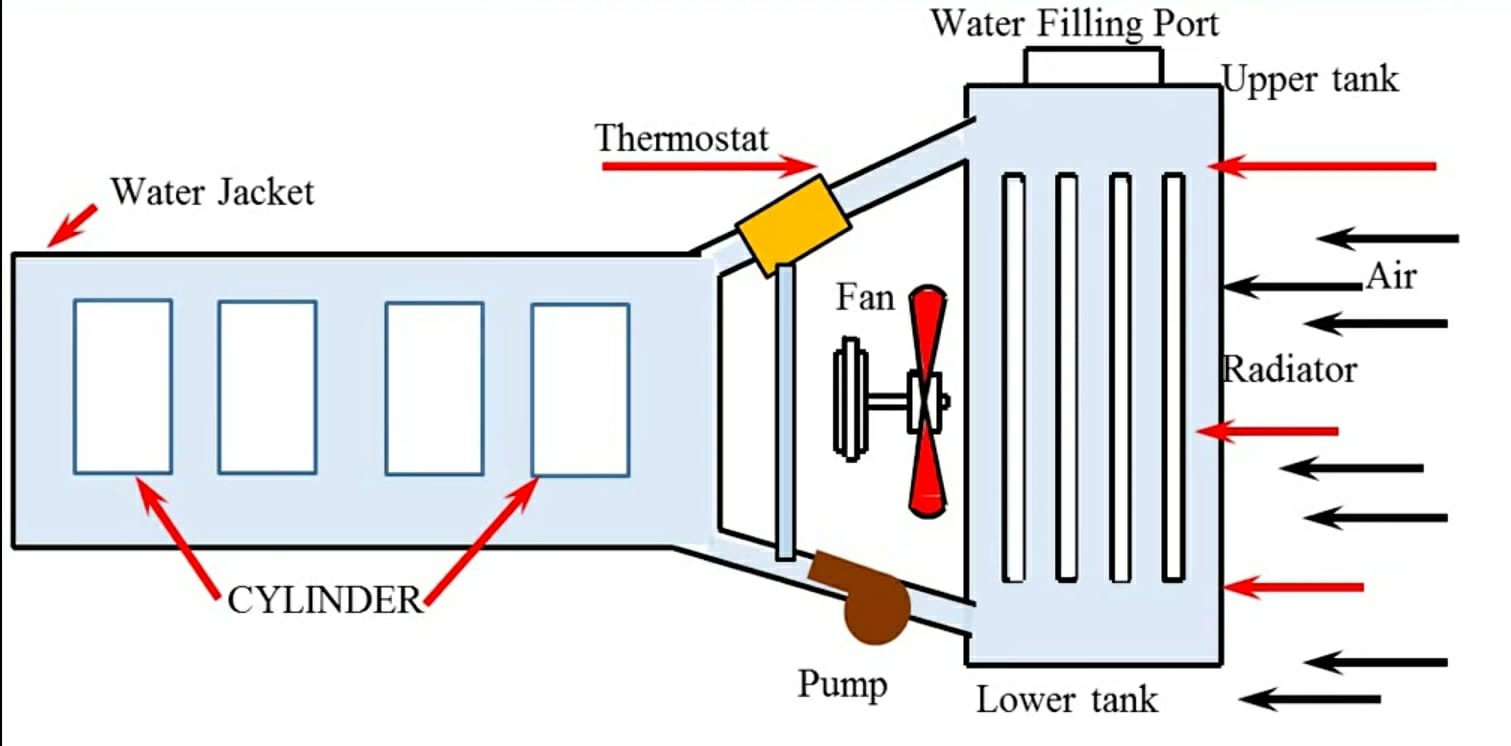 Water Filling Port
Upper tank
Thermostat
Water Jacket
Air
Fan
Radiator
CYLINDER
Pump
Lower tank